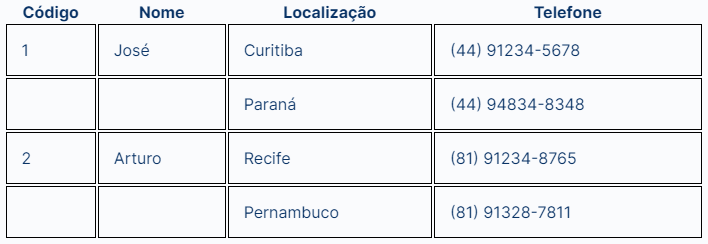 Código Nome Localização Telefone
1 José Curitiba (44) 91234-5678
Paraná (44) 94834-8348
2 Arturo Recife (81) 91234-8765
Pernambuco (81) 91328-7811